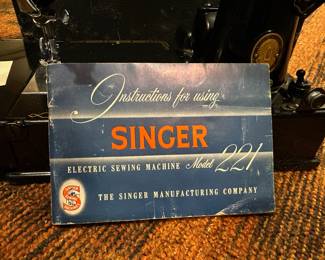 Instructions for using
SINGER
ELECTRIC SEWING MACHINE Model 221
THE SINGER MANUFACTURING COMPANY